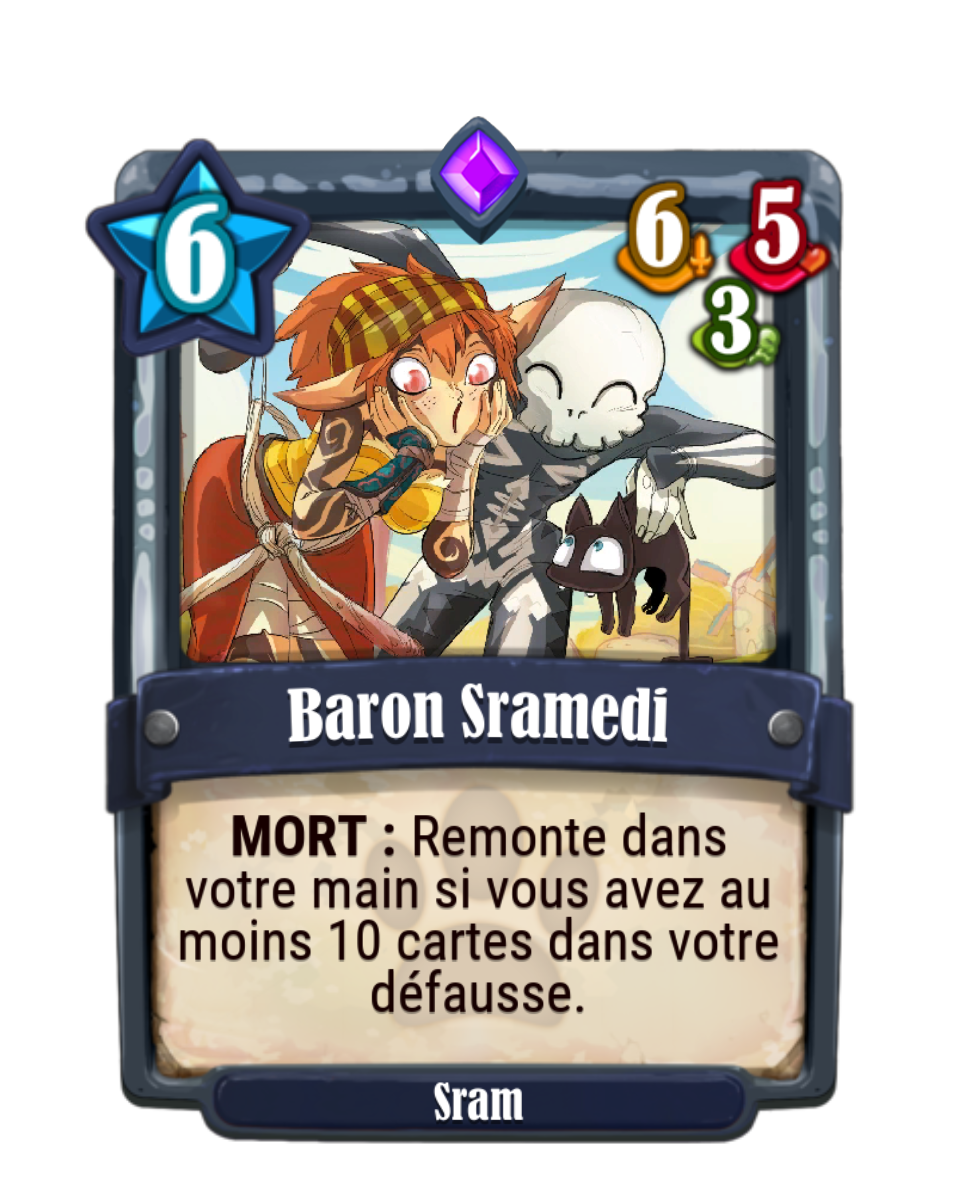 6
6
5
3
Baron Sramedi
MORT : Remonte dans
votre main si vous avez au
moins 10 cartes dans votre
défausse.
Sram